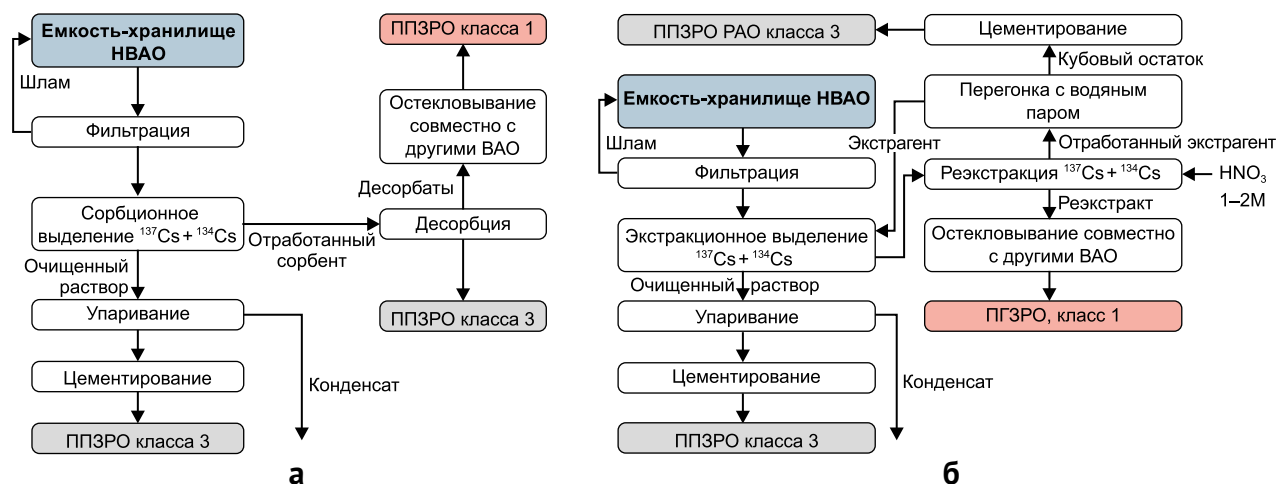 Емкость-хранилище
НВАО
Шлам
Фильтрация
Сорбционное
выделение ¹³⁷Cs + ¹³⁴Cs
Очищенный
раствор
Отработанный
сорбент
Упаривание
Цементирование
Конденсат
ППЗРО класса 3
ППЗРО класса 1
Остекловывание
совместно с
другими ВАО
Десорбаты
Десорбция
ППЗРО класса 3
а
ППЗРО РАО класса 3
Цементирование
Кубовый остаток
Емкость-хранилище НВАО
Перегонка с водяным
паром
Шлам
Экстрагент
Отработанный экстрагент
Фильтрация
Реэкстракция ¹³⁷Cs + ¹³⁴Cs
HNO₃
1–2М
Реэкстракт
Экстракционное выделение
¹³⁷Cs + ¹³⁴Cs
Остекловывание совместно
с другими ВАО
Очищенный раствор
Упаривание
ПГЗРО, класс 1
Цементирование
Конденсат
ППЗРО класса 3
б